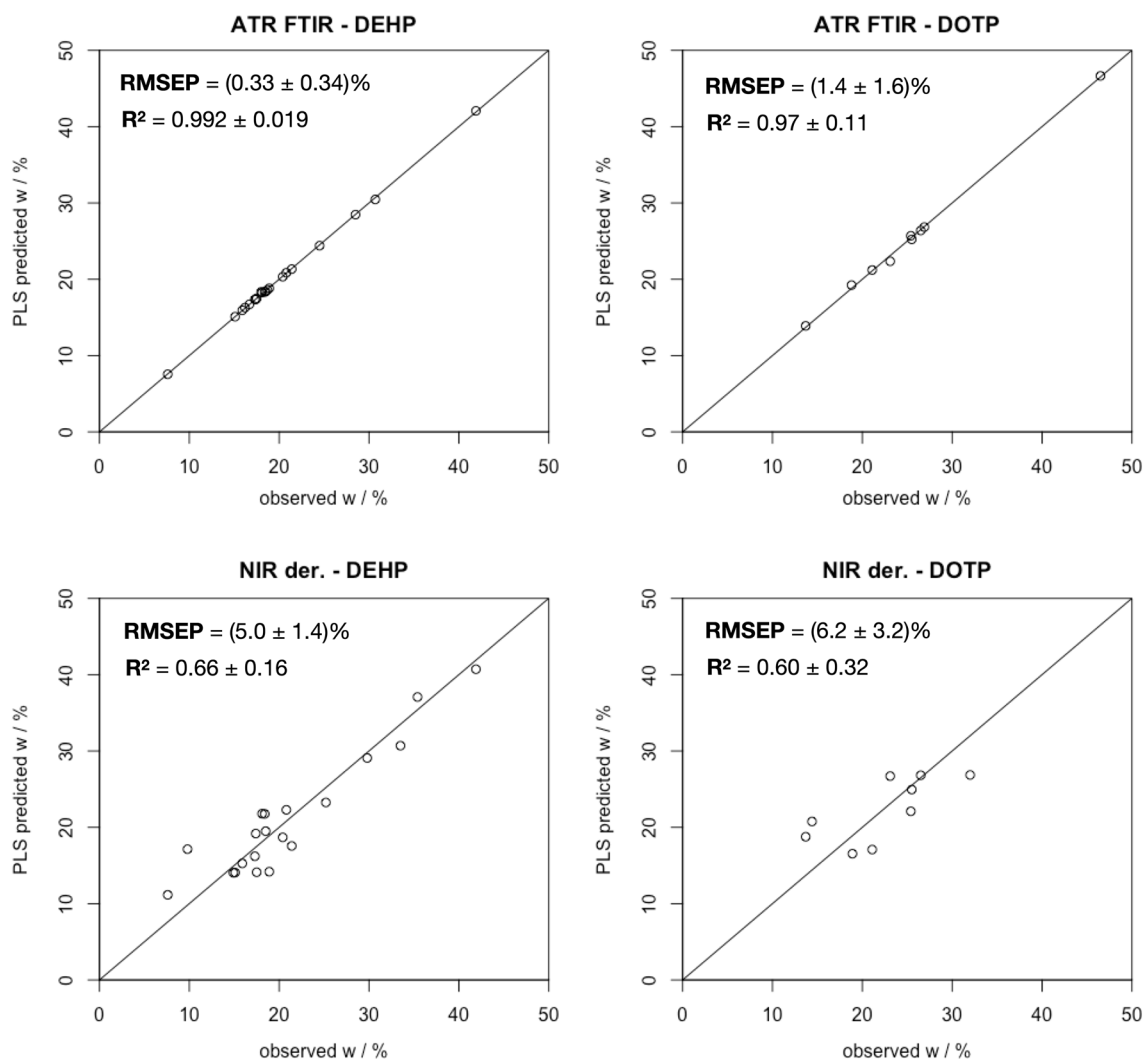 ATR FTIR - DEHP
RMSEP = (0.33 ± 0.34)%
R² = 0.992 ± 0.019
PLS predicted w / %
50
40
30
20
10
0
0 10 20 30 40 50
observed w / %
ATR FTIR - DOTP
RMSEP = (1.4 ± 1.6)%
R² = 0.97 ± 0.11
PLS predicted w / %
50
40
30
20
10
0
0 10 20 30 40 50
observed w / %
NIR der. - DEHP
RMSEP = (5.0 ± 1.4)%
R² = 0.66 ± 0.16
PLS predicted w / %
50
40
30
20
10
0
0 10 20 30 40 50
observed w / %
NIR der. - DOTP
RMSEP = (6.2 ± 3.2)%
R² = 0.60 ± 0.32
PLS predicted w / %
50
40
30
20
10
0
0 10 20 30 40 50
observed w / %